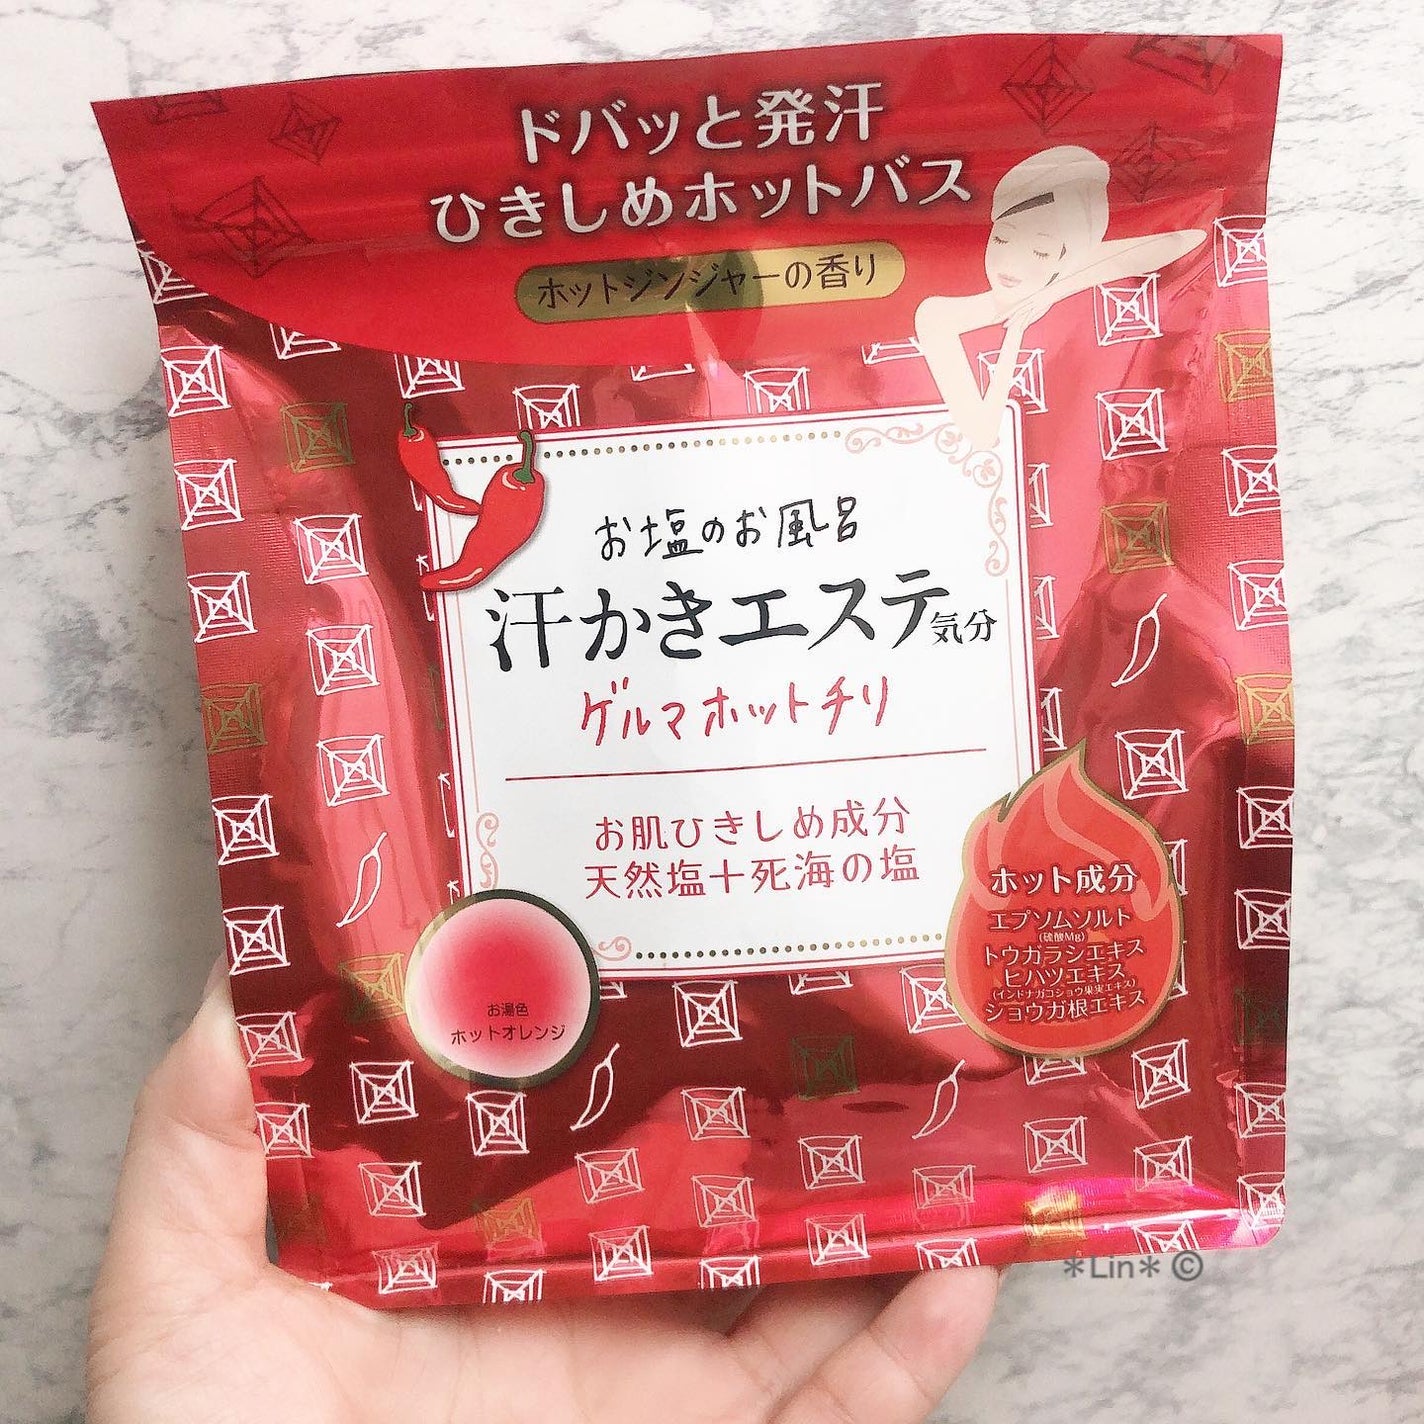 ドバッと発汗
ひきしめホットバス
ホットジンジャーの香り
お塩のお風呂
汗かきエステ気分
ゲルマホットチリ
お肌ひきしめ成分
天然塩+死海の塩
ホット成分
エプソムソルト
(硫酸Mg)
トウガラシエキス
ヒハツエキス
(インドナガコショウ果実エキス)
ショウガ根エキス
お湯色
ホットオレンジ
*Lin* ©